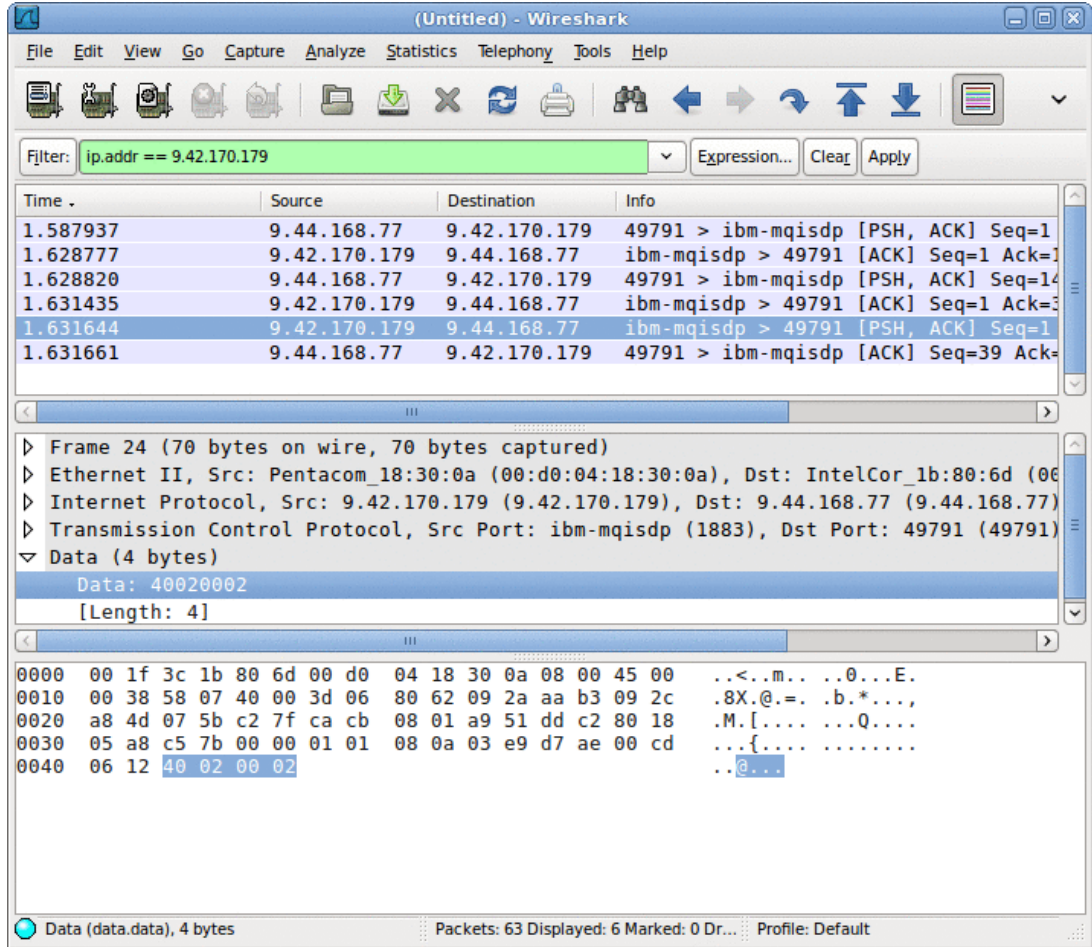 (Untitled) - Wireshark
File Edit View Go Capture Analyze Statistics Telephony Tools Help
Filter: ip.addr == 9.42.170.179 Expression... Clear Apply
Time Source Destination Info
1.587937 9.44.168.77 9.42.170.179 49791 > ibm-mqisdp [PSH, ACK] Seq=1
1.628777 9.42.170.179 9.44.168.77 ibm-mqisdp > 49791 [ACK] Seq=1 Ack=1
1.628820 9.44.168.77 9.42.170.179 49791 > ibm-mqisdp [PSH, ACK] Seq=14
1.631435 9.42.170.179 9.44.168.77 ibm-mqisdp > 49791 [ACK] Seq=1 Ack=3
1.631644 9.42.170.179 9.44.168.77 ibm-mqisdp > 49791 [PSH, ACK] Seq=1
1.631661 9.44.168.77 9.42.170.179 49791 > ibm-mqisdp [ACK] Seq=39 Ack=
Frame 24 (70 bytes on wire, 70 bytes captured)
Ethernet II, Src: Pentacom_18:30:0a (00:d0:04:18:30:0a), Dst: IntelCor_1b:80:6d (00
Internet Protocol, Src: 9.42.170.179 (9.42.170.179), Dst: 9.44.168.77 (9.44.168.77)
Transmission Control Protocol, Src Port: ibm-mqisdp (1883), Dst Port: 49791 (49791)
Data (4 bytes)
Data: 40020002
[Length: 4]
0000 00 1f 3c 1b 80 6d 00 d0 04 18 30 0a 08 00 45 00 ..<..m.. ..0...E.
0010 00 38 58 07 40 00 3d 06 80 62 09 2a aa b3 09 2c .8X.@.=. .b.*...,
0020 a8 4d 07 5b c2 7f ca cb 08 01 a9 51 dd c2 80 18 .M.[.... ...Q....
0030 05 a8 c5 7b 00 00 01 01 08 0a 03 e9 d7 ae 00 cd ...{.... ........
0040 06 12 40 02 00 02 ..@...
Data (data.data), 4 bytes Packets: 63 Displayed: 6 Marked: 0 Dr... Profile: Default